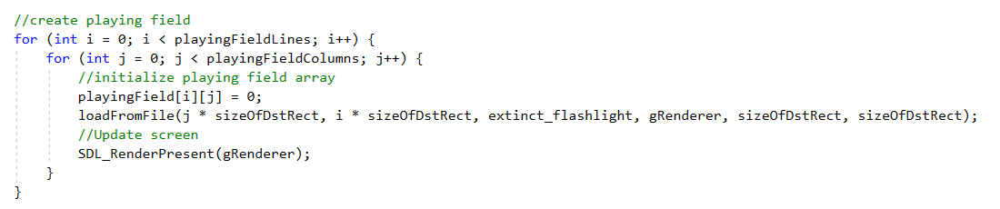 //create playing field
for (int i = 0; i < playingFieldLines; i++) {
    for (int j = 0; j < playingFieldColumns; j++) {
        //initialize playing field array
        playingField[i][j] = 0;
        loadFromFile(j * sizeOfDstRect, i * sizeOfDstRect, extinct_flashlight, gRenderer, sizeOfDstRect, sizeOfDstRect);
        //Update screen
        SDL_RenderPresent(gRenderer);
    }
}